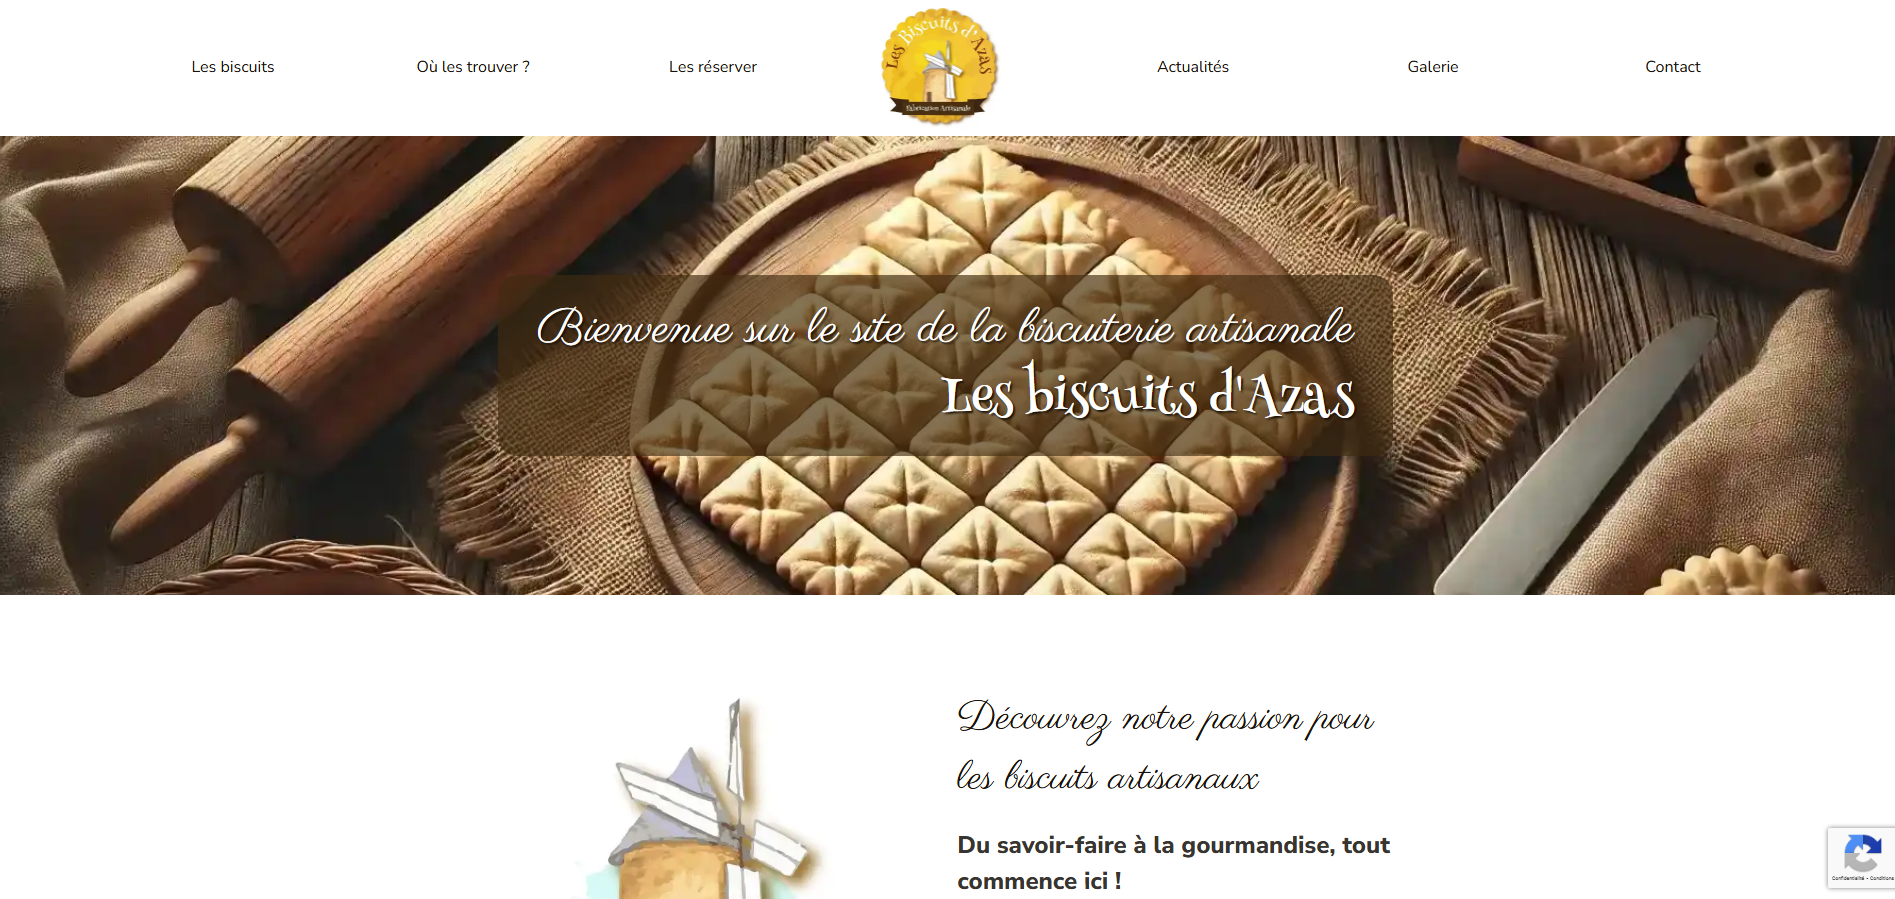 Les biscuits
Où les trouver ?
Les réserver
Les Biscuits d'Azas
Fabrication Artisanale
Actualités
Galerie
Contact
Bienvenue sur le site de la biscuiterie artisanale
Les biscuits d'Azas
Découvrez notre passion pour
les biscuits artisanaux
Du savoir-faire à la gourmandise, tout
commence ici !
Confidentialité - Conditions